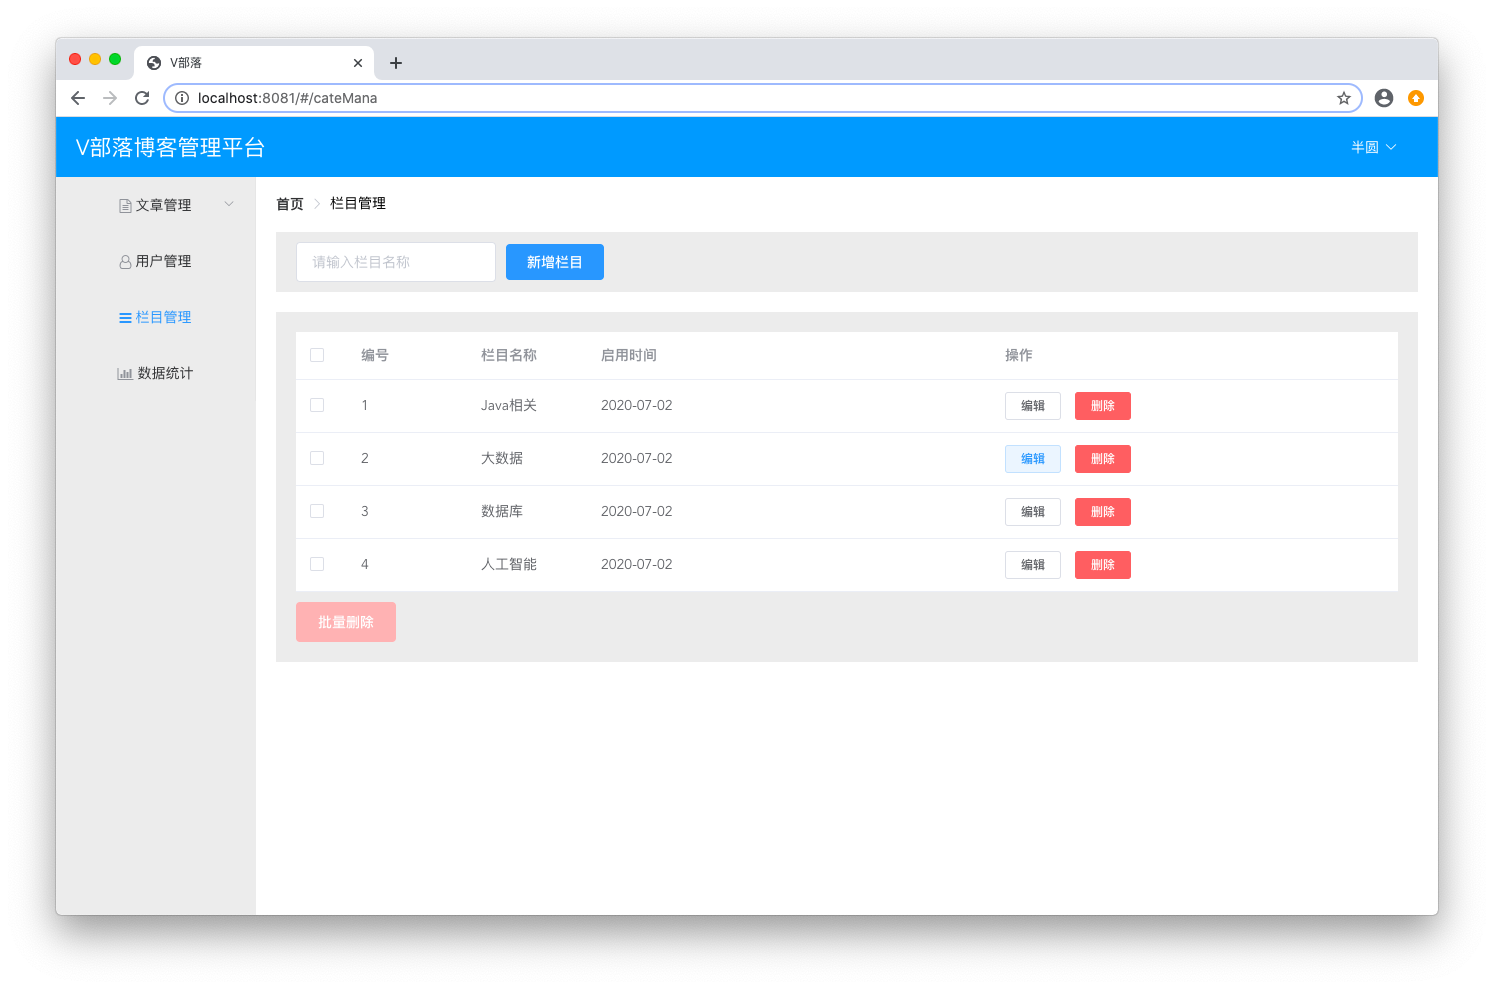 V部落
localhost:8081/#/cateMana
V部落博客管理平台
半圆
文章管理
用户管理
栏目管理
数据统计
首页 栏目管理
请输入栏目名称 新增栏目
编号 栏目名称 启用时间 操作
1 Java相关 2020-07-02 编辑 删除
2 大数据 2020-07-02 编辑 删除
3 数据库 2020-07-02 编辑 删除
4 人工智能 2020-07-02 编辑 删除
批量删除